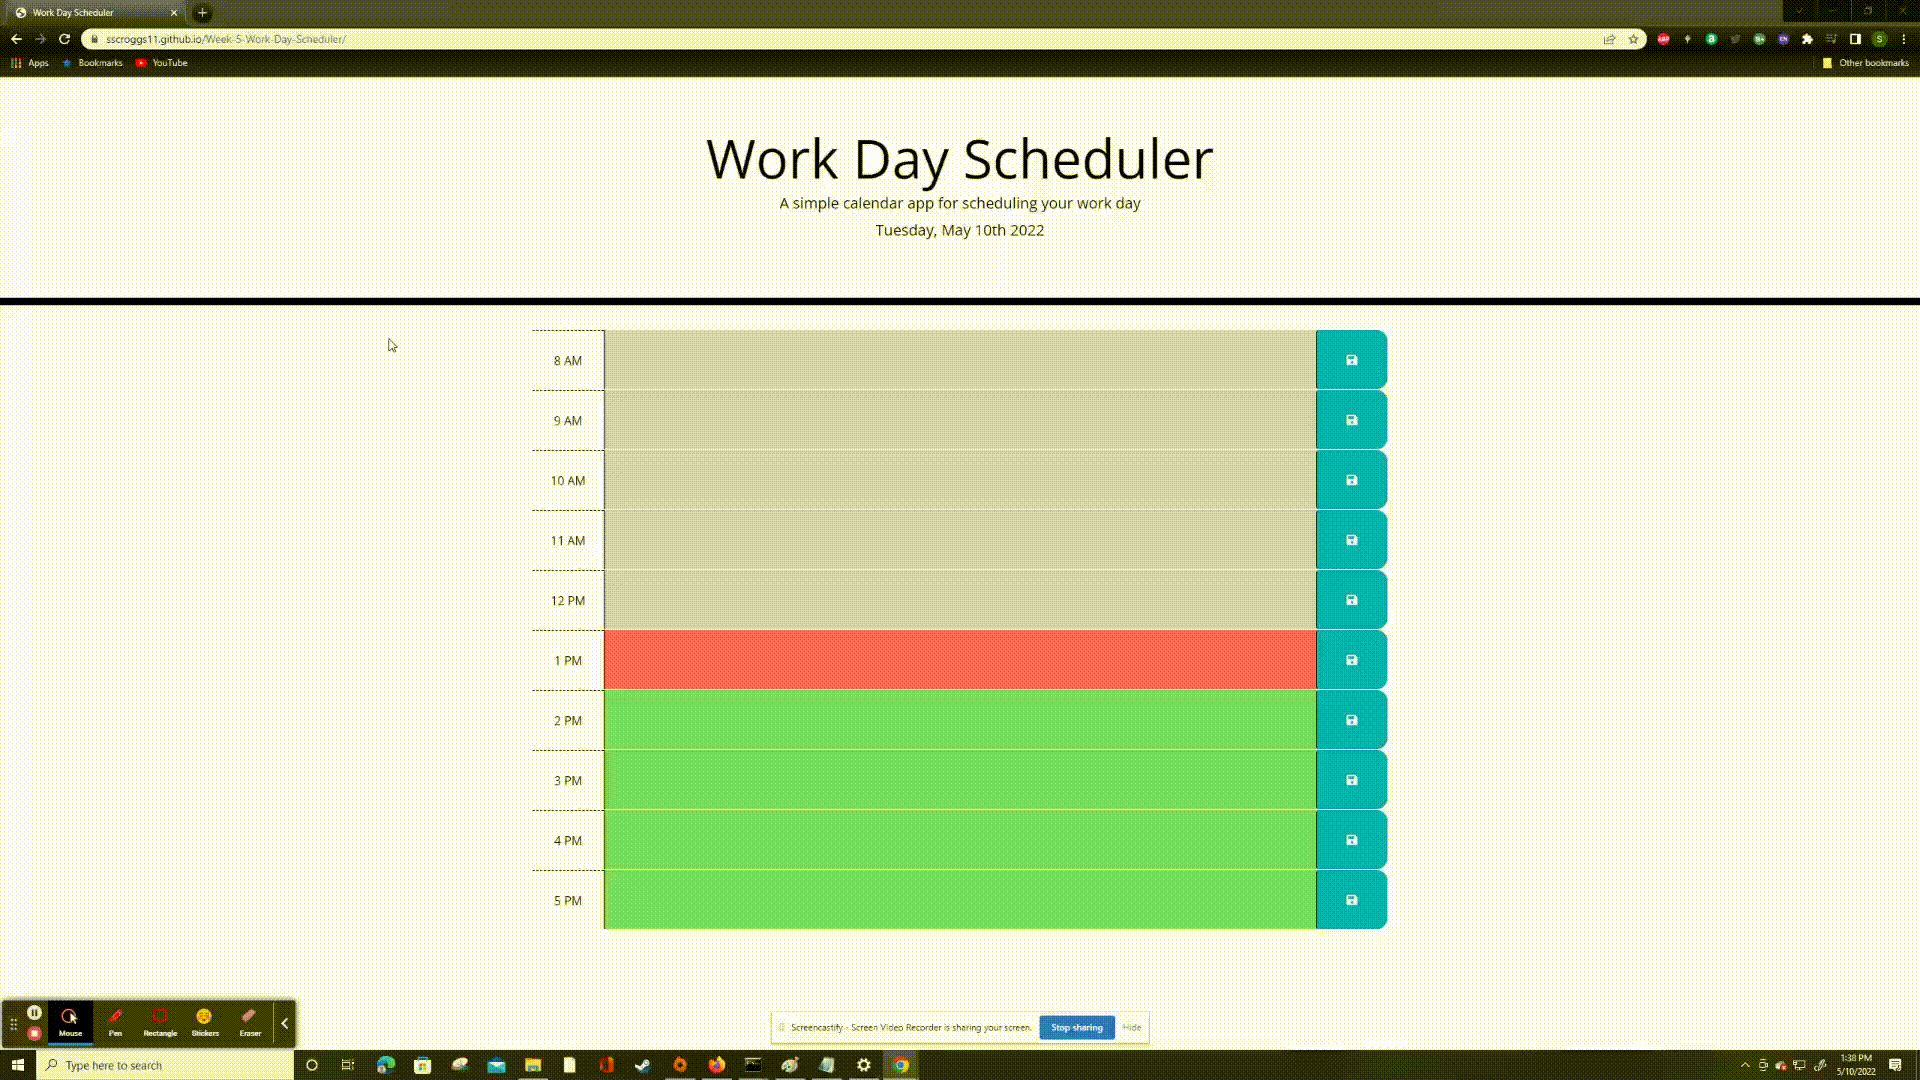 Work Day Scheduler
sscroggs11.github.io/Week-5-Work-Day-Scheduler/
Apps Bookmarks YouTube Other bookmarks
Work Day Scheduler
A simple calendar app for scheduling your work day
Tuesday, May 10th 2022
8 AM
9 AM
10 AM
11 AM
12 PM
1 PM
2 PM
3 PM
4 PM
5 PM
Mouse Pen Rectangle Stickers Eraser
Screencastify - Screen Video Recorder is sharing your screen. Stop sharing Hide
Type here to search
1:38 PM
5/10/2022